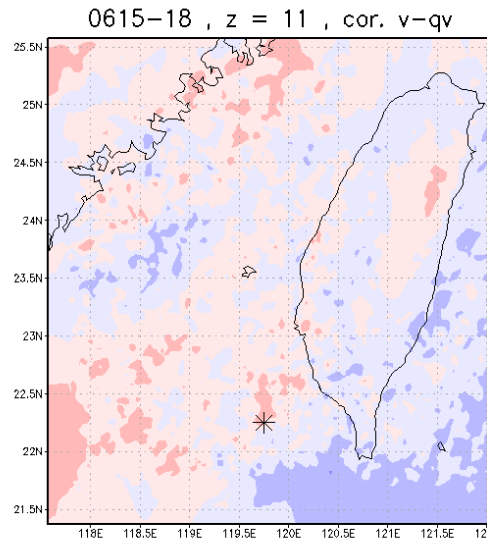 0615-18 , z = 11 , cor. v-qv
25.5N
25N
24.5N
24N
23.5N
23N
22.5N
22N
21.5N
118E 118.5E 119E 119.5E 120E 120.5E 121E 121.5E 122